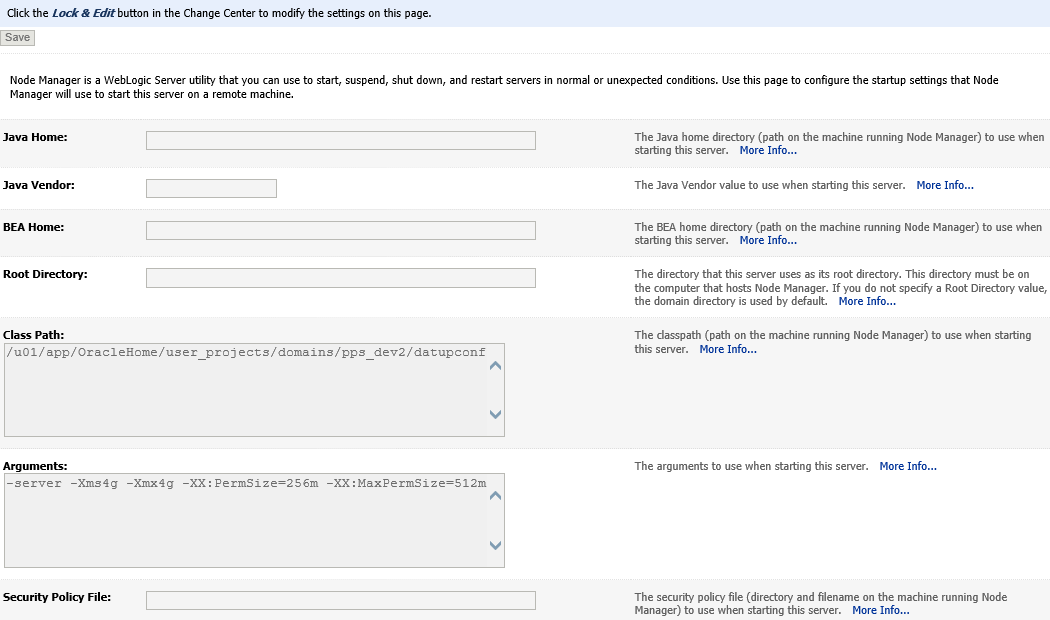 Click the Lock & Edit button in the Change Center to modify the settings on this page.
Save
Node Manager is a WebLogic Server utility that you can use to start, suspend, shut down, and restart servers in normal or unexpected conditions. Use this page to configure the startup settings that Node
Manager will use to start this server on a remote machine.
Java Home:
The Java home directory (path on the machine running Node Manager) to use when
starting this server. More Info...
Java Vendor:
The Java Vendor value to use when starting this server. More Info...
BEA Home:
The BEA home directory (path on the machine running Node Manager) to use when
starting this server. More Info...
Root Directory:
The directory that this server uses as its root directory. This directory must be on
the computer that hosts Node Manager. If you do not specify a Root Directory value,
the domain directory is used by default. More Info...
Class Path:
/u01/app/OracleHome/user_projects/domains/pps_dev2/datupconf
The classpath (path on the machine running Node Manager) to use when starting
this server. More Info...
Arguments:
-server -Xms4g -Xmx4g -XX:PermSize=256m -XX:MaxPermSize=512m
The arguments to use when starting this server. More Info...
Security Policy File:
The security policy file (directory and filename on the machine running Node
Manager) to use when starting this server. More Info...